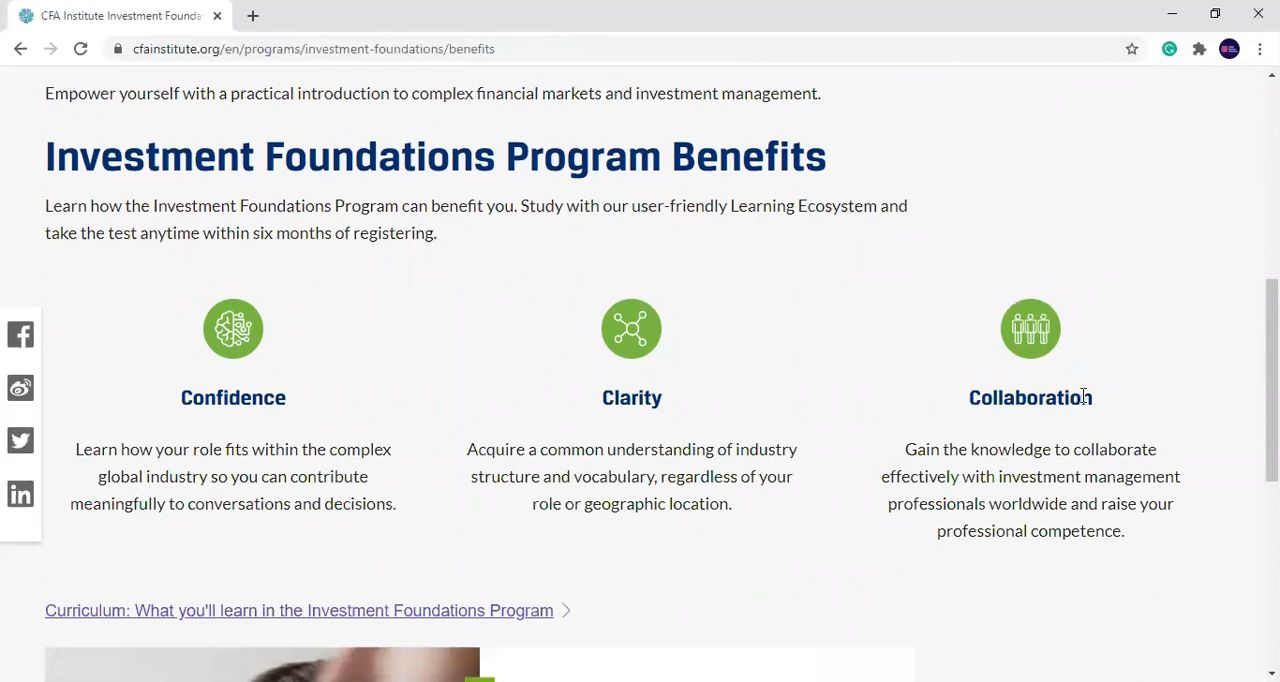 CFA Institute Investment Founda
cfainstitute.org/en/programs/investment-foundations/benefits
Empower yourself with a practical introduction to complex financial markets and investment management.
Investment Foundations Program Benefits
Learn how the Investment Foundations Program can benefit you. Study with our user-friendly Learning Ecosystem and
take the test anytime within six months of registering.
Confidence
Learn how your role fits within the complex
global industry so you can contribute
meaningfully to conversations and decisions.
Clarity
Acquire a common understanding of industry
structure and vocabulary, regardless of your
role or geographic location.
Collaboration
Gain the knowledge to collaborate
effectively with investment management
professionals worldwide and raise your
professional competence.
Curriculum: What you'll learn in the Investment Foundations Program